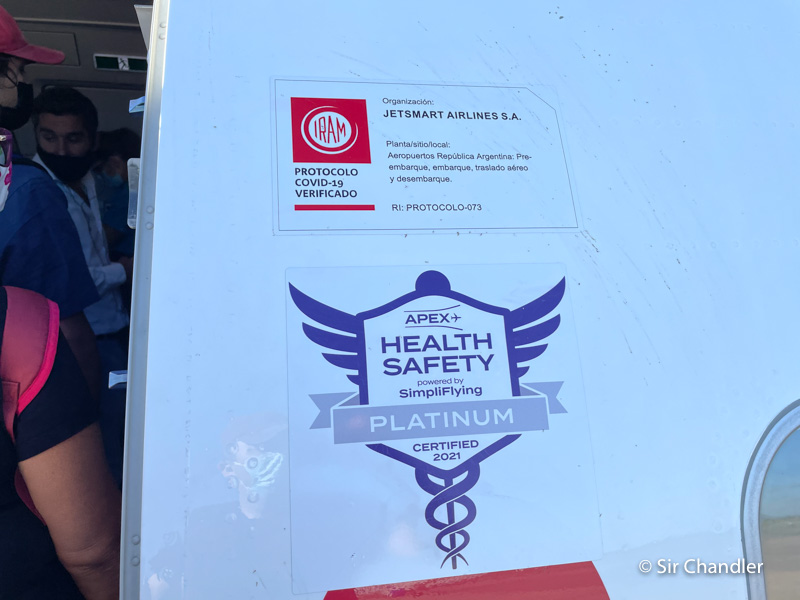 IRAM
PROTOCOLO
COVID-19
VERIFICADO
Organización:
JETSMART AIRLINES S.A.
Planta/sitio/local:
Aeropuertos República Argentina: Pre-
embarque, embarque, traslado aéreo
y desembarque.
RI: PROTOCOLO-073
APEX
HEALTH
SAFETY
powered by
SimpliFlying
PLATINUM
CERTIFIED
2021
© Sir Chandler